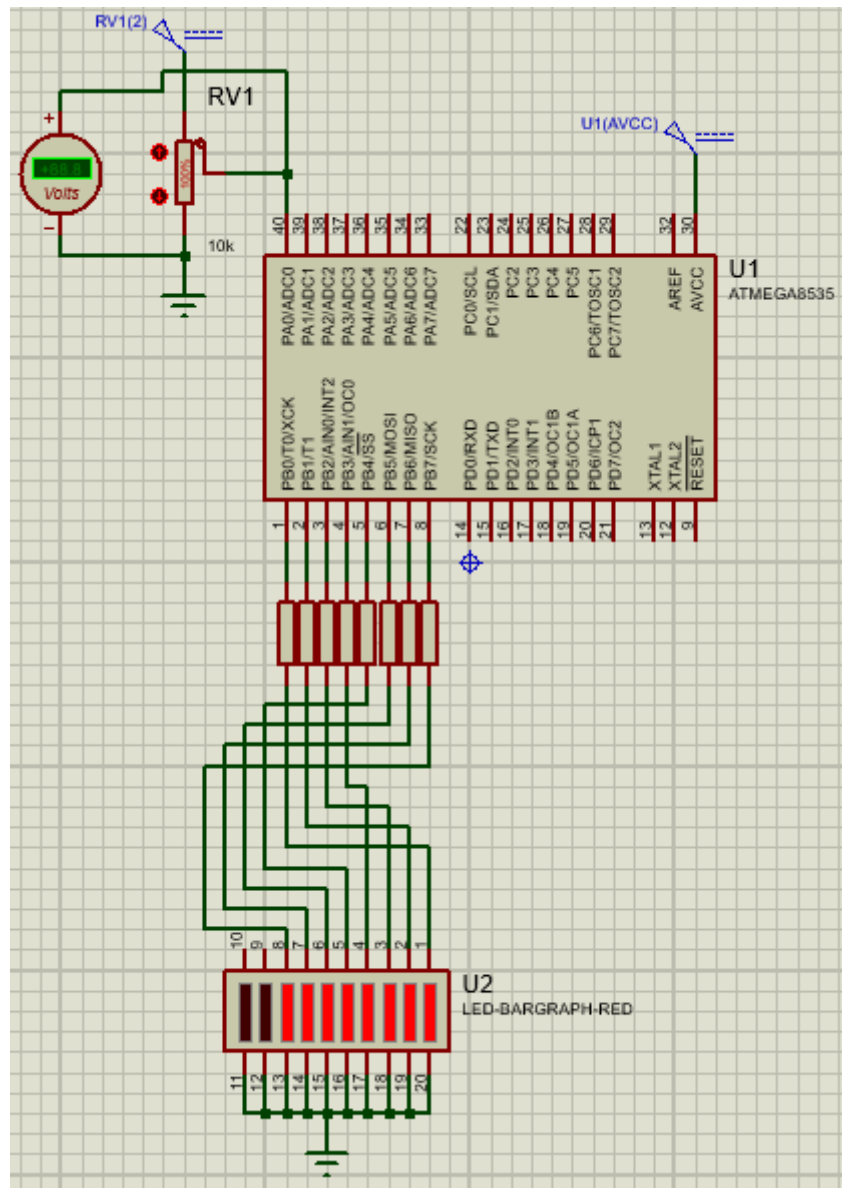 RV1(2)
RV1
+
+88.8
Volts
−
100%
10k
U1(AVCC)
40
39
38
37
36
35
34
33
22
23
24
25
26
27
28
29
32
30
PA0/ADC0
PA1/ADC1
PA2/ADC2
PA3/ADC3
PA4/ADC4
PA5/ADC5
PA6/ADC6
PA7/ADC7
PC0/SCL
PC1/SDA
PC2
PC3
PC4
PC5
PC6/TOSC1
PC7/TOSC2
AREF
AVCC
U1
ATMEGA8535
PB0/T0/XCK
PB1/T1
PB2/AIN0/INT2
PB3/AIN1/OC0
PB4/SS
PB5/MOSI
PB6/MISO
PB7/SCK
PD0/RXD
PD1/TXD
PD2/INT0
PD3/INT1
PD4/OC1B
PD5/OC1A
PD6/ICP1
PD7/OC2
XTAL1
XTAL2
RESET
1
2
3
4
5
6
7
8
14
15
16
17
18
19
20
21
13
12
9
10
9
8
7
6
5
4
3
2
1
U2
LED-BARGRAPH-RED
11
12
13
14
15
16
17
18
19
20